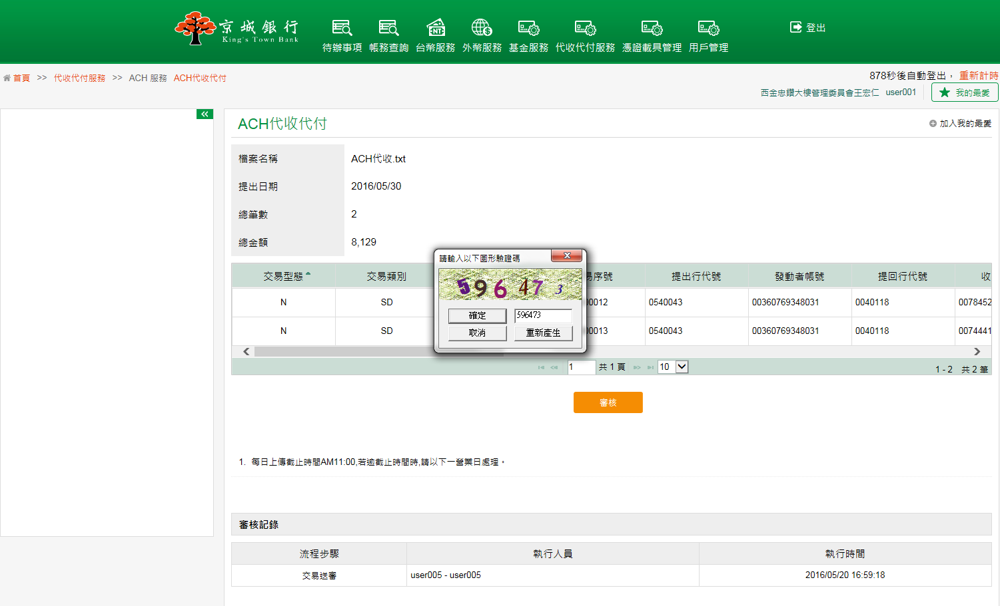 京城銀行
King's Town Bank
待辦事項 帳務查詢 台幣服務 外幣服務 基金服務 代收代付服務 憑證載具管理 用戶管理
登出
首頁 >> 代收代付服務 >> ACH 服務 ACH代收代付
878秒後自動登出， 重新計時
西金忠鑽大樓管理委員會王宏仁 user001 我的最愛
ACH代收代付
加入我的最愛
檔案名稱 ACH代收.txt
提出日期 2016/05/30
總筆數 2
總金額 8,129
請輸入以下圖形驗證碼
596473
確定 596473
取消 重新產生
交易型態 交易類別 易序號 提出行代號 發動者帳號 提回行代號 收
N SD 00012 0540043 00360769348031 0040118 0078452
N SD 00013 0540043 00360769348031 0040118 0074441
1 共 1 頁 10
1 - 2 共 2 筆
審核
1. 每日上傳截止時間AM11:00,若逾截止時間時,請以下一營業日處理。
審核記錄
流程步驟 執行人員 執行時間
交易送審 user005 - user005 2016/05/20 16:59:18